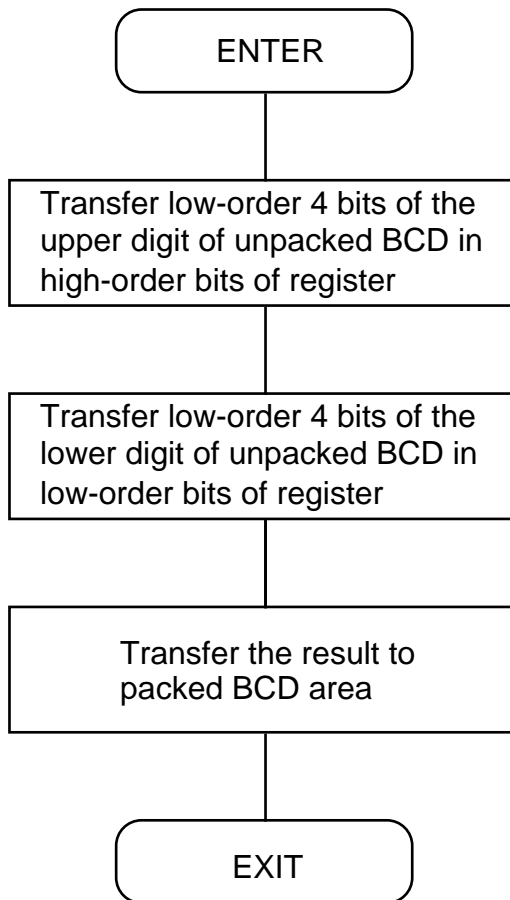 ENTER
Transfer low-order 4 bits of the
upper digit of unpacked BCD in
high-order bits of register
Transfer low-order 4 bits of the
lower digit of unpacked BCD in
low-order bits of register
Transfer the result to
packed BCD area
EXIT